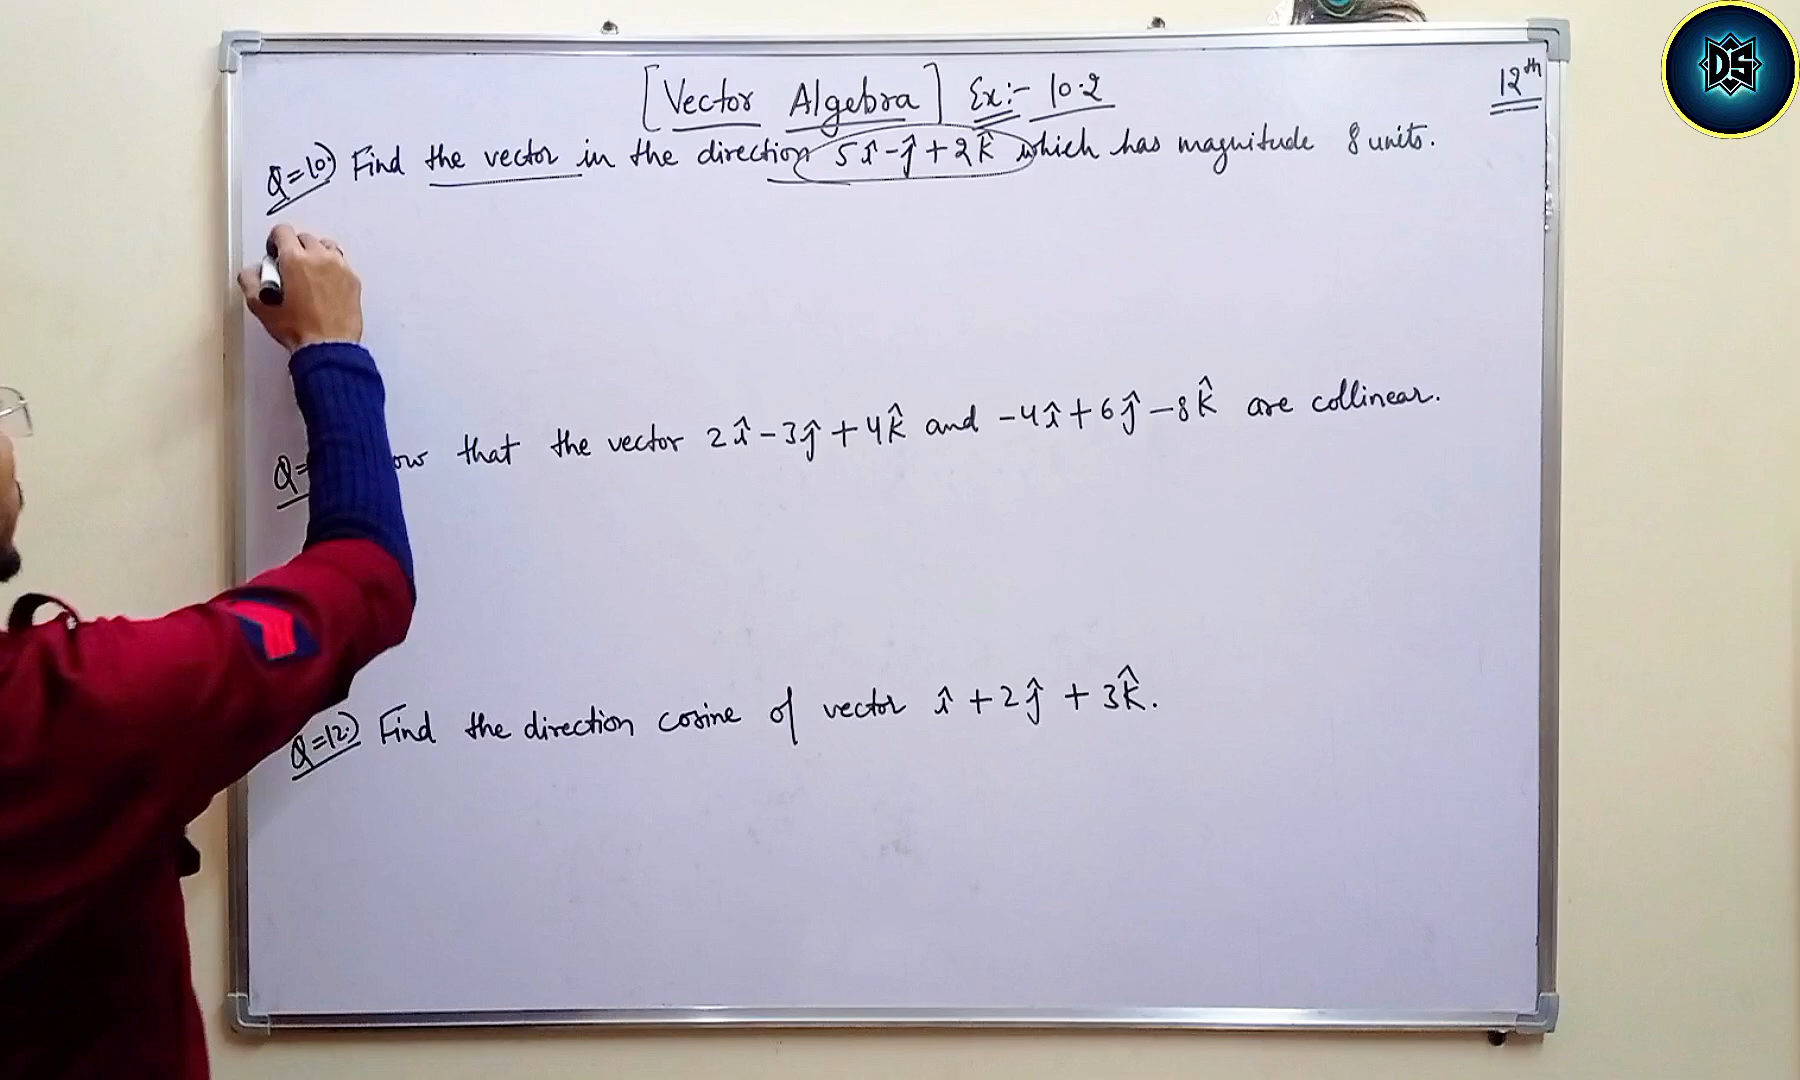 [Vector Algebra] Ex:- 10.2
12th
DS
Q=10.) Find the vector in the direction 5î-ĵ+2k̂ which has magnitude 8 units.
Q= that the vector 2î-3ĵ+4k̂ and -4î+6ĵ-8k̂ are collinear.
Q=12.) Find the direction cosine of vector î+2ĵ+3k̂.